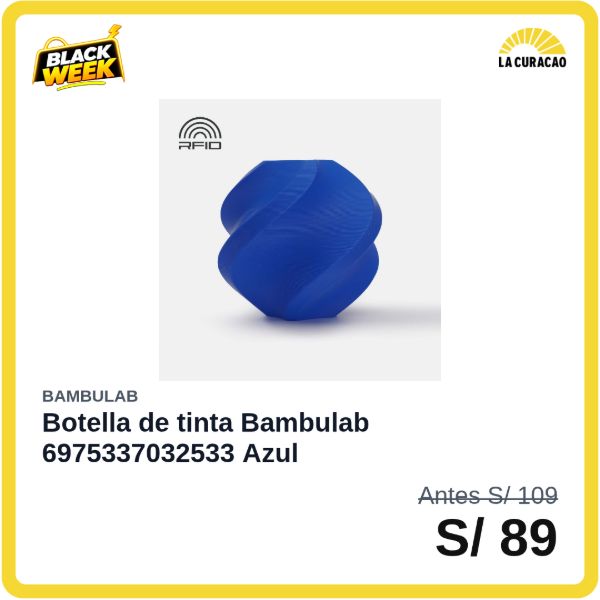 BLACK
WEEK
LA CURACAO
RFID
BAMBULAB
Botella de tinta Bambulab
6975337032533 Azul
Antes S/ 109
S/ 89